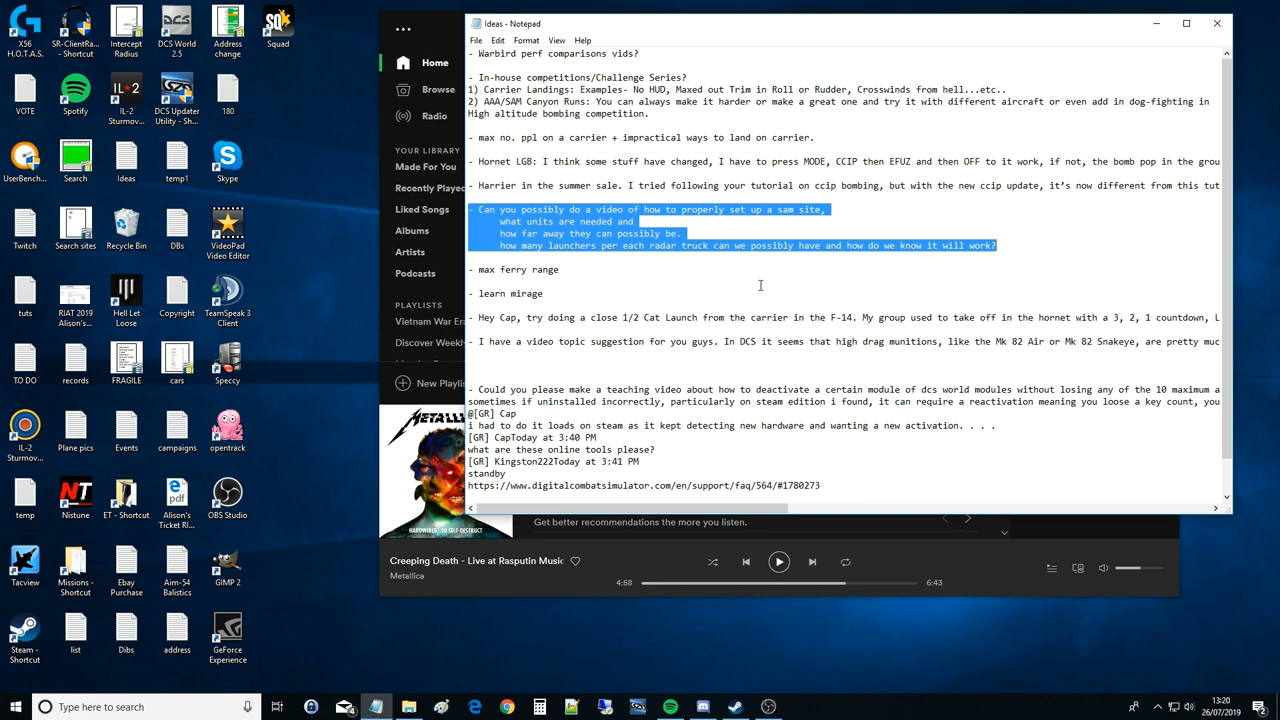 X56
H.O.T.A.S.
SR-ClientRa...
- Shortcut
Intercept
Radius
DCS World
2.5
Address
change
Squad
VOTE
Spotify
IL-2
Sturmov...
DCS Updater
Utility - Sh...
180
UserBench...
Search
Ideas
temp1
Skype
Twitch
Search sites
Recycle Bin
DBs
VideoPad
Video Editor
tuts
RIAT 2019
Alison's...
Hell Let
Loose
Copyright
TeamSpeak 3
Client
TO DO
records
FRAGILE
cars
Speccy
IL-2
Sturmov...
Plane pics
Events
campaigns
opentrack
temp
Nistune
ET - Shortcut
Alison's
Ticket RI...
OBS Studio
Tacview
Missions -
Shortcut
Ebay
Purchase
Aim-54
Balistics
GIMP 2
Steam -
Shortcut
list
Dibs
address
GeForce
Experience
Home
Browse
Radio
YOUR LIBRARY
Made For You
Recently Played
Liked Songs
Albums
Artists
Podcasts
PLAYLISTS
Vietnam War Era
Discover Weekly
New Playli
METALLIC
HARDWIRED...TO SELF-DESTRUCT
Ideas - Notepad
File Edit Format View Help
- Warbird perf comparisons vids?
- In-house competitions/Challenge Series?
1) Carrier Landings: Examples- No HUD, Maxed out Trim in Roll or Rudder, Crosswinds from hell...etc..
2) AAA/SAM Canyon Runs: You can always make it harder or make a great one and try it with different aircraft or even add in dog-fighting in
High altitude bombing competition.
- max no. ppl on a carrier + impractical ways to land on carrier.
- Hornet LGB: I think some stuff have changed, I have to press MODE, CCIP then EFUZ and then OFF to it work, if not, the bomb pop in the grou
- Harrier in the summer sale. I tried following your tutorial on ccip bombing, but with the new ccip update, it's now different from this tut
- Can you possibly do a video of how to properly set up a sam site,
what units are needed and
how far away they can possibly be.
how many launchers per each radar truck can we possibly have and how do we know it will work?
- max ferry range
- learn mirage
- Hey Cap, try doing a close 1/2 Cat Launch from the carrier in the F-14. My group used to take off in the hornet with a 3, 2, 1 countdown, L
- I have a video topic suggestion for you guys. In DCS it seems that high drag munitions, like the Mk 82 Air or Mk 82 Snakeye, are pretty muc
- Could you please make a teaching video about how to deactivate a certain module of dcs world modules without losing any of the 10 maximum a
sometimes if uninstalled incorrectly, particularly on steam edition i found, it can require a reactivation meaning you loose a key count, you
@[GR] Cap
i had to do it loads on steam as it kept detecting new hardware and wanting a new activation. . . .
[GR] CapToday at 3:40 PM
what are these online tools please?
[GR] Kingston222Today at 3:41 PM
standby
https://www.digitalcombatsimulator.com/en/support/faq/564/#1780273
Get better recommendations the more you listen.
Creeping Death - Live at Rasputin Music
Metallica
4:58
6:43
Type here to search
13:20
26/07/2019